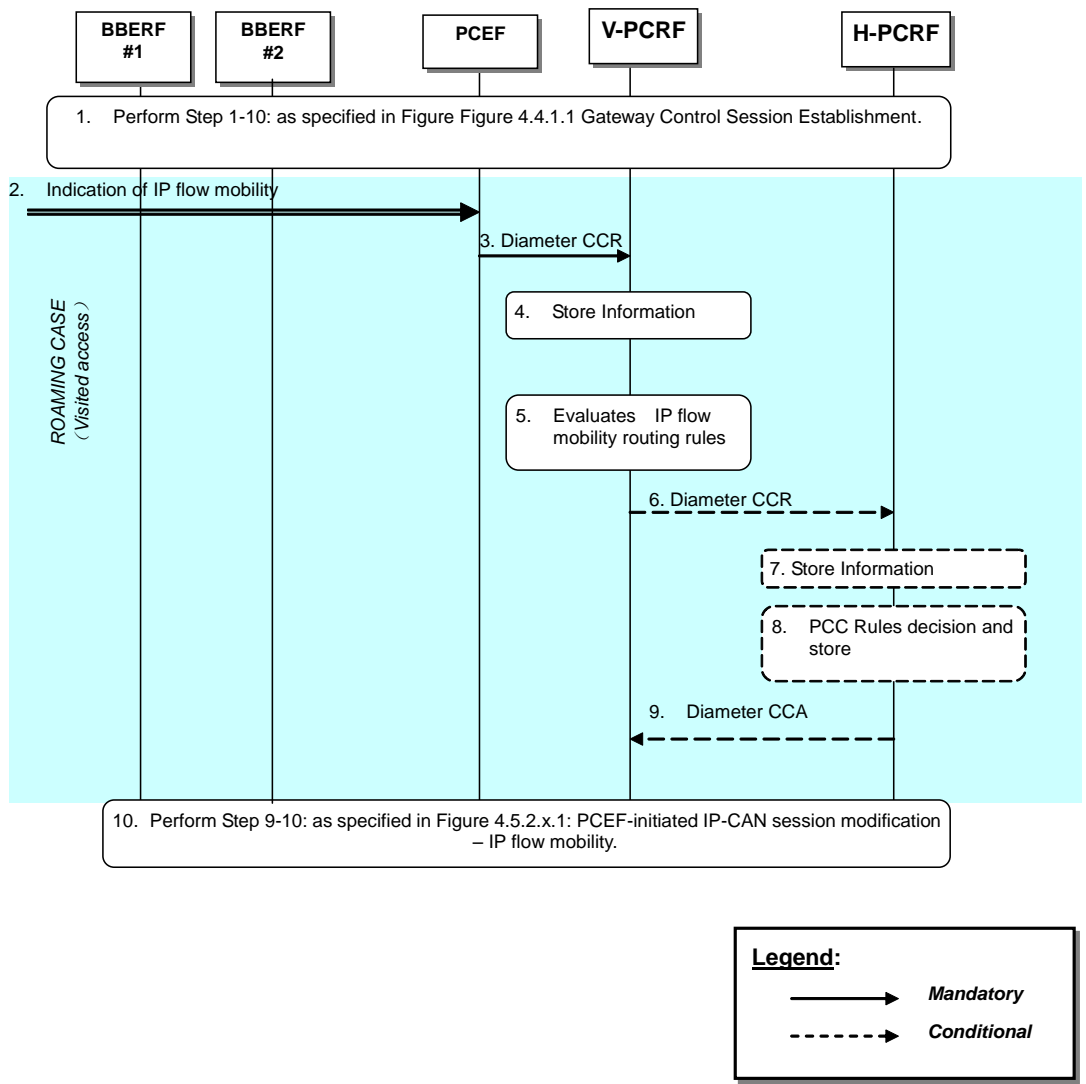 BBERF
#1
BBERF
#2
PCEF
V-PCRF
H-PCRF
1. Perform Step 1-10: as specified in Figure Figure 4.4.1.1 Gateway Control Session Establishment.
2. Indication of IP flow mobility
3. Diameter CCR
4. Store Information
ROAMING CASE
（Visited access）
5. Evaluates IP flow
mobility routing rules
6. Diameter CCR
7. Store Information
8. PCC Rules decision and
store
9. Diameter CCA
10. Perform Step 9-10: as specified in Figure 4.5.2.x.1: PCEF-initiated IP-CAN session modification
– IP flow mobility.
Legend:
Mandatory
Conditional